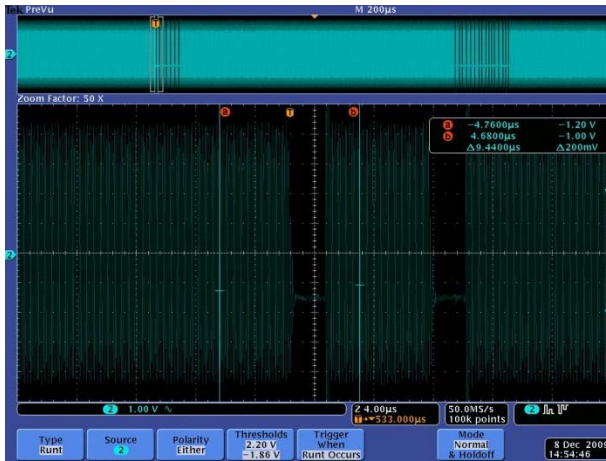 Tek PreVu M 200µs
T
2
Zoom Factor: 50 X
a T b
a −4.7600µs −1.20 V
b 4.6800µs −1.00 V
Δ9.4400µs Δ200mV
2
2 1.00 V Z 4.00µs 50.0MS/s 2
T→▼533.000µs 100k points
Type Source Polarity Thresholds Trigger Mode
Runt 2 Either 2.20 V When Normal
−1.86 V Runt Occurs & Holdoff
8 Dec 2009
14:54:46